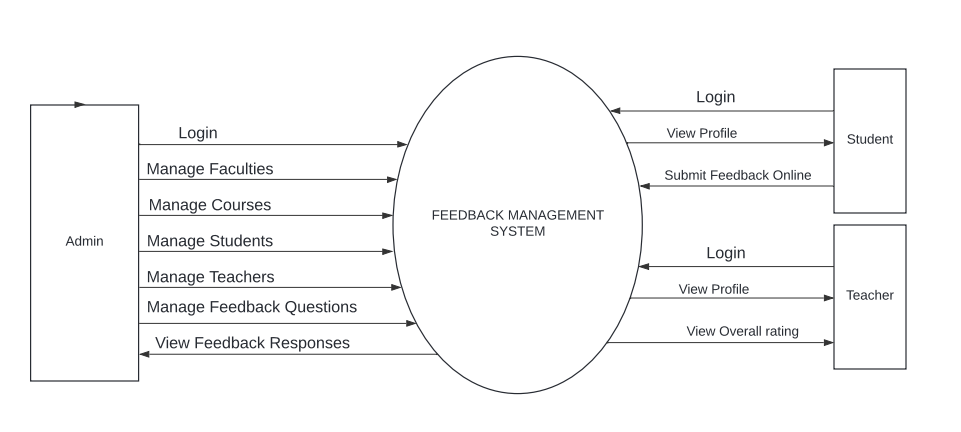 Admin
Login
Manage Faculties
Manage Courses
Manage Students
Manage Teachers
Manage Feedback Questions
View Feedback Responses
FEEDBACK MANAGEMENT
SYSTEM
Login
View Profile
Submit Feedback Online
Student
Login
View Profile
View Overall rating
Teacher